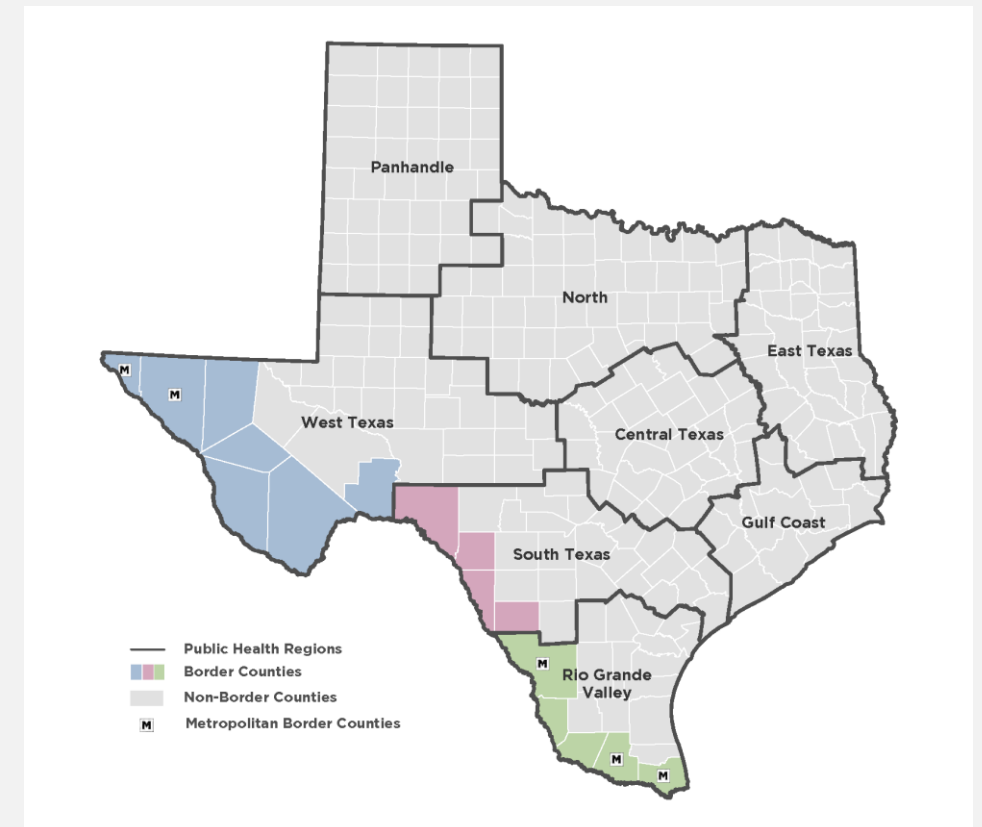 Panhandle
North
East Texas
M
M
West Texas
Central Texas
Gulf Coast
South Texas
Public Health Regions
Border Counties
Non-Border Counties
M
Metropolitan Border Counties
M
Rio Grande
Valley
M
M